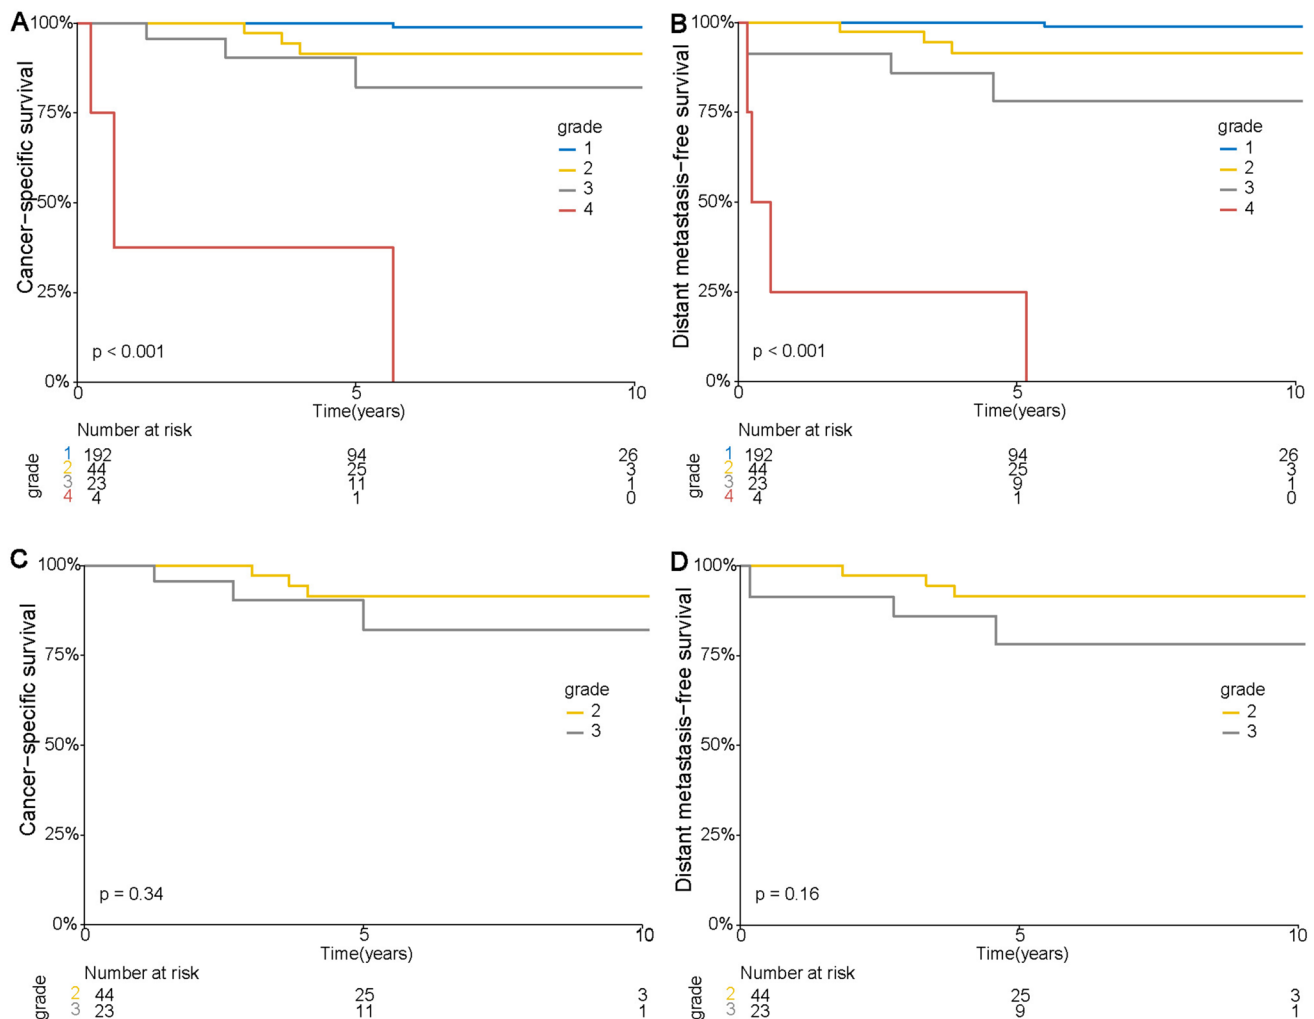 A
Cancer-specific survival
100%
75%
50%
25%
0%
grade
1
2
3
4
p < 0.001
0 5 10
Time(years)
Number at risk
grade
1 192 94 26
2 44 25 3
3 23 11 1
4 4 1 0
B
Distant metastasis-free survival
100%
75%
50%
25%
0%
grade
1
2
3
4
p < 0.001
0 5 10
Time(years)
Number at risk
grade
1 192 94 26
2 44 25 3
3 23 9 1
4 4 1 0
C
Cancer-specific survival
100%
75%
50%
25%
0%
grade
2
3
p = 0.34
0 5 10
Time(years)
Number at risk
grade
2 44 25 3
3 23 11 1
D
Distant metastasis-free survival
100%
75%
50%
25%
0%
grade
2
3
p = 0.16
0 5 10
Time(years)
Number at risk
grade
2 44 25 3
3 23 9 1